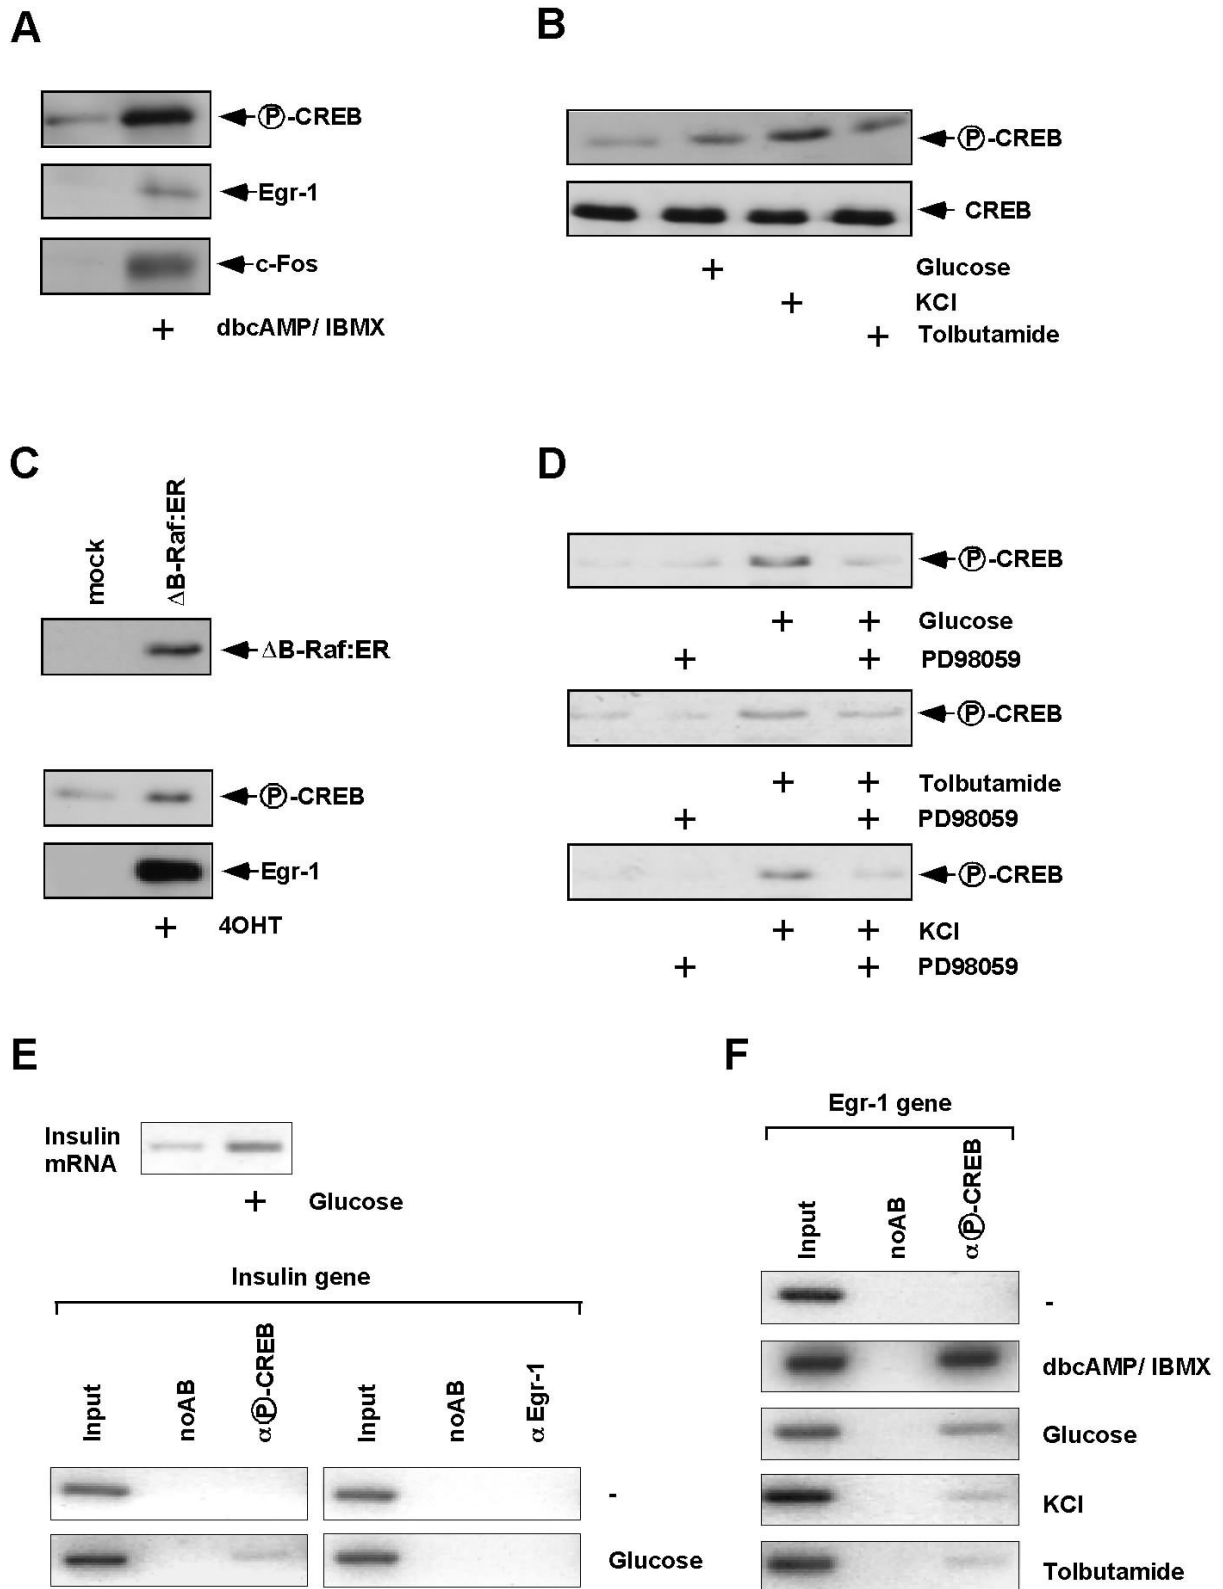 A
Ⓟ-CREB
Egr-1
c-Fos
+ dbcAMP/ IBMX
B
Ⓟ-CREB
CREB
+ Glucose
+ KCl
+ Tolbutamide
C
mock
ΔB-Raf:ER
ΔB-Raf:ER
Ⓟ-CREB
Egr-1
+ 4OHT
D
Ⓟ-CREB
+ + Glucose
+ + PD98059
Ⓟ-CREB
+ + Tolbutamide
+ + PD98059
Ⓟ-CREB
+ + KCl
+ + PD98059
E
Insulin
mRNA
+ Glucose
Insulin gene
Input
noAB
αⓅ-CREB
Input
noAB
α Egr-1
-
Glucose
F
Egr-1 gene
Input
noAB
αⓅ-CREB
-
dbcAMP/ IBMX
Glucose
KCl
Tolbutamide